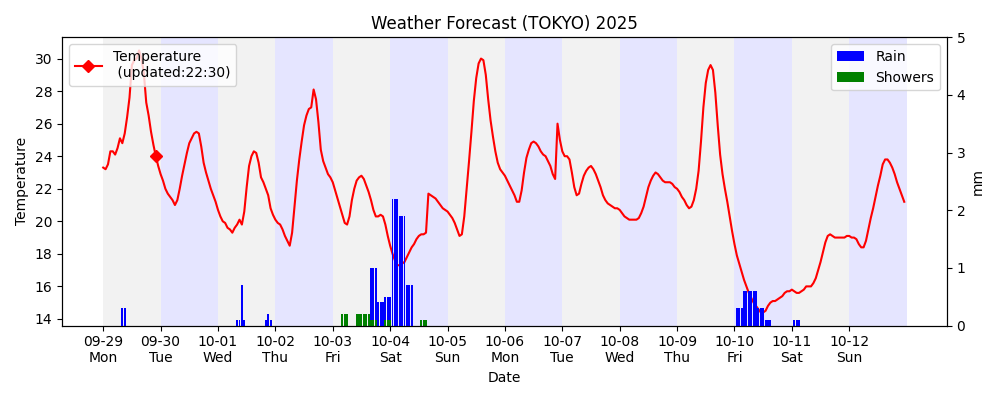 Weather Forecast (TOKYO) 2025
Temperature
(updated:22:30)
Rain
Showers
Temperature
30
28
26
24
22
20
18
16
14
5
4
3
2
1
0
mm
09-29 09-30 10-01 10-02 10-03 10-04 10-05 10-06 10-07 10-08 10-09 10-10 10-11 10-12
Mon Tue Wed Thu Fri Sat Sun Mon Tue Wed Thu Fri Sat Sun
Date